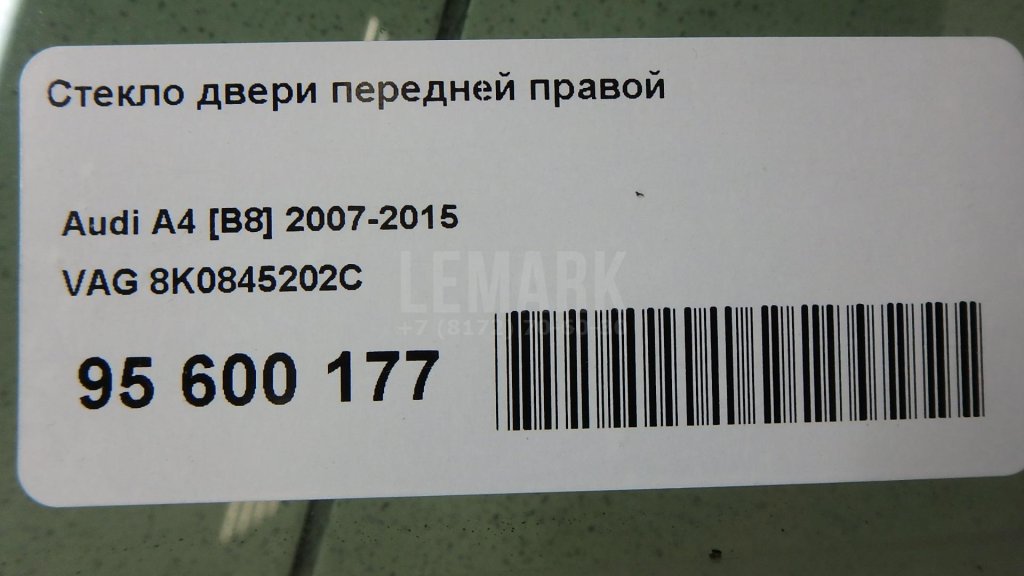 Стекло двери передней правой
Audi A4 [B8] 2007-2015
VAG 8K0845202C
LEMARK
95 600 177